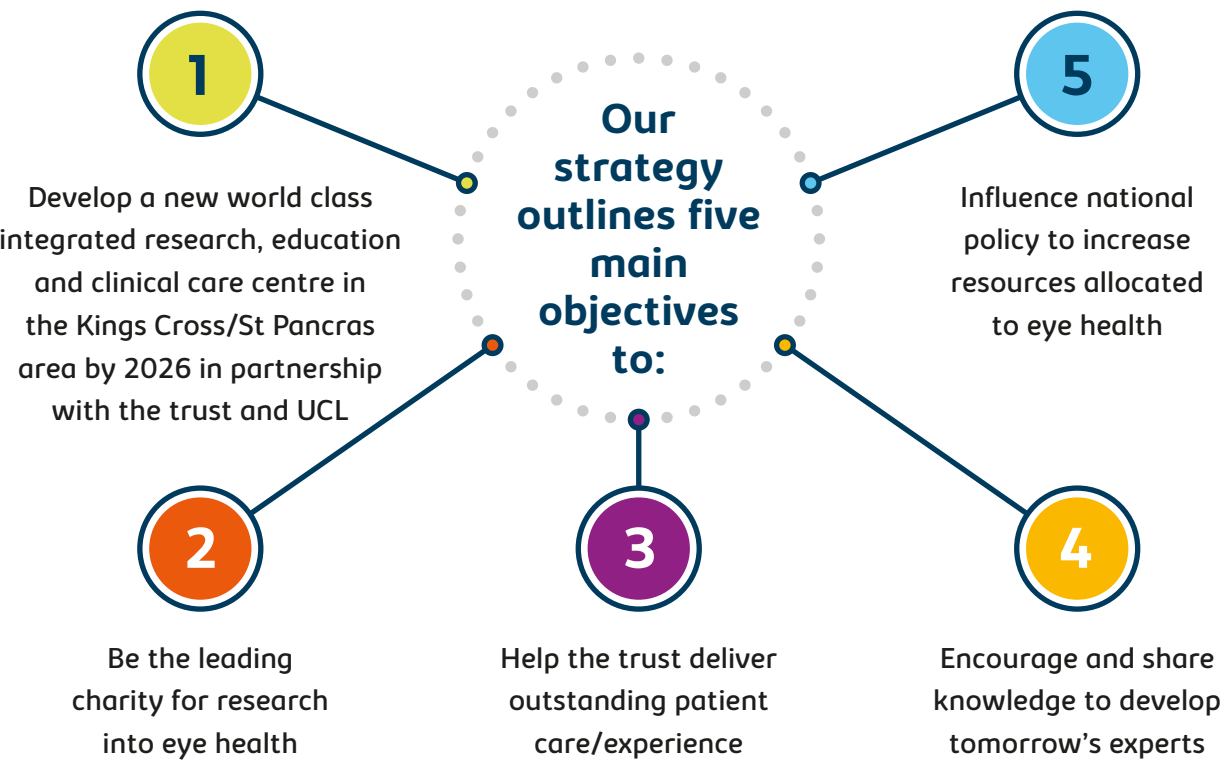 Our
strategy
outlines five
main
objectives
to:
1
Develop a new world class
integrated research, education
and clinical care centre in
the Kings Cross/St Pancras
area by 2026 in partnership
with the trust and UCL
2
Be the leading
charity for research
into eye health
3
Help the trust deliver
outstanding patient
care/experience
4
Encourage and share
knowledge to develop
tomorrow’s experts
5
Influence national
policy to increase
resources allocated
to eye health